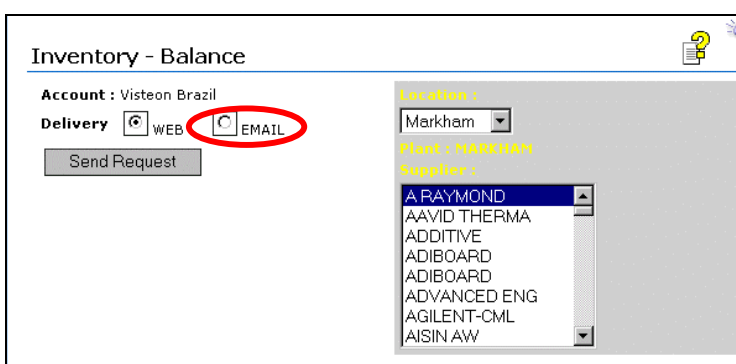 Inventory - Balance
Account : Visteon Brazil
Delivery WEB EMAIL
Send Request
Location :
Markham
Plant : MARKHAM
Supplier :
A RAYMOND
AAVID THERMA
ADDITIVE
ADIBOARD
ADIBOARD
ADVANCED ENG
AGILENT-CML
AISIN AW